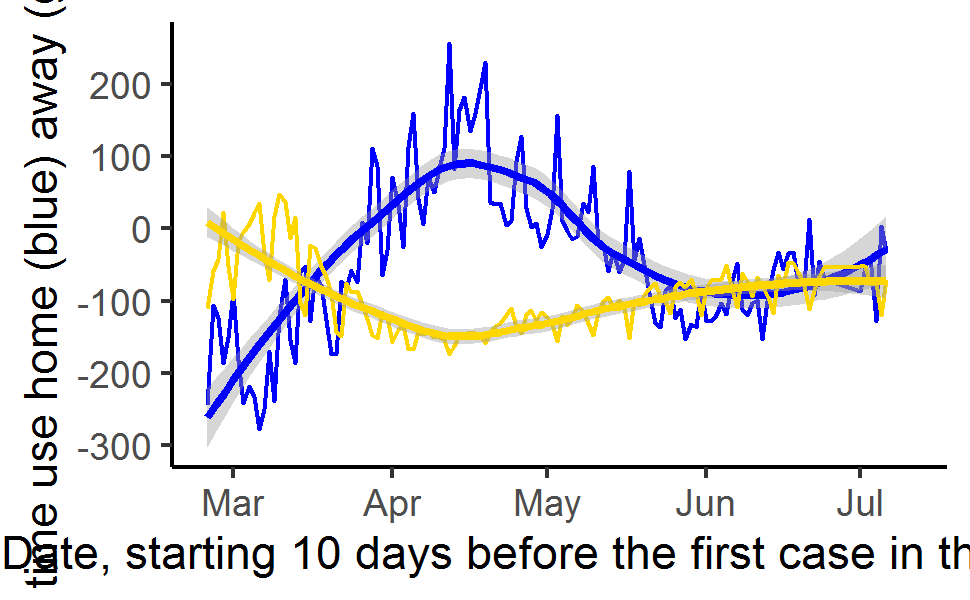 time use home (blue) away (
200
100
0
-100
-200
-300
Mar Apr May Jun Jul
Date, starting 10 days before the first case in th